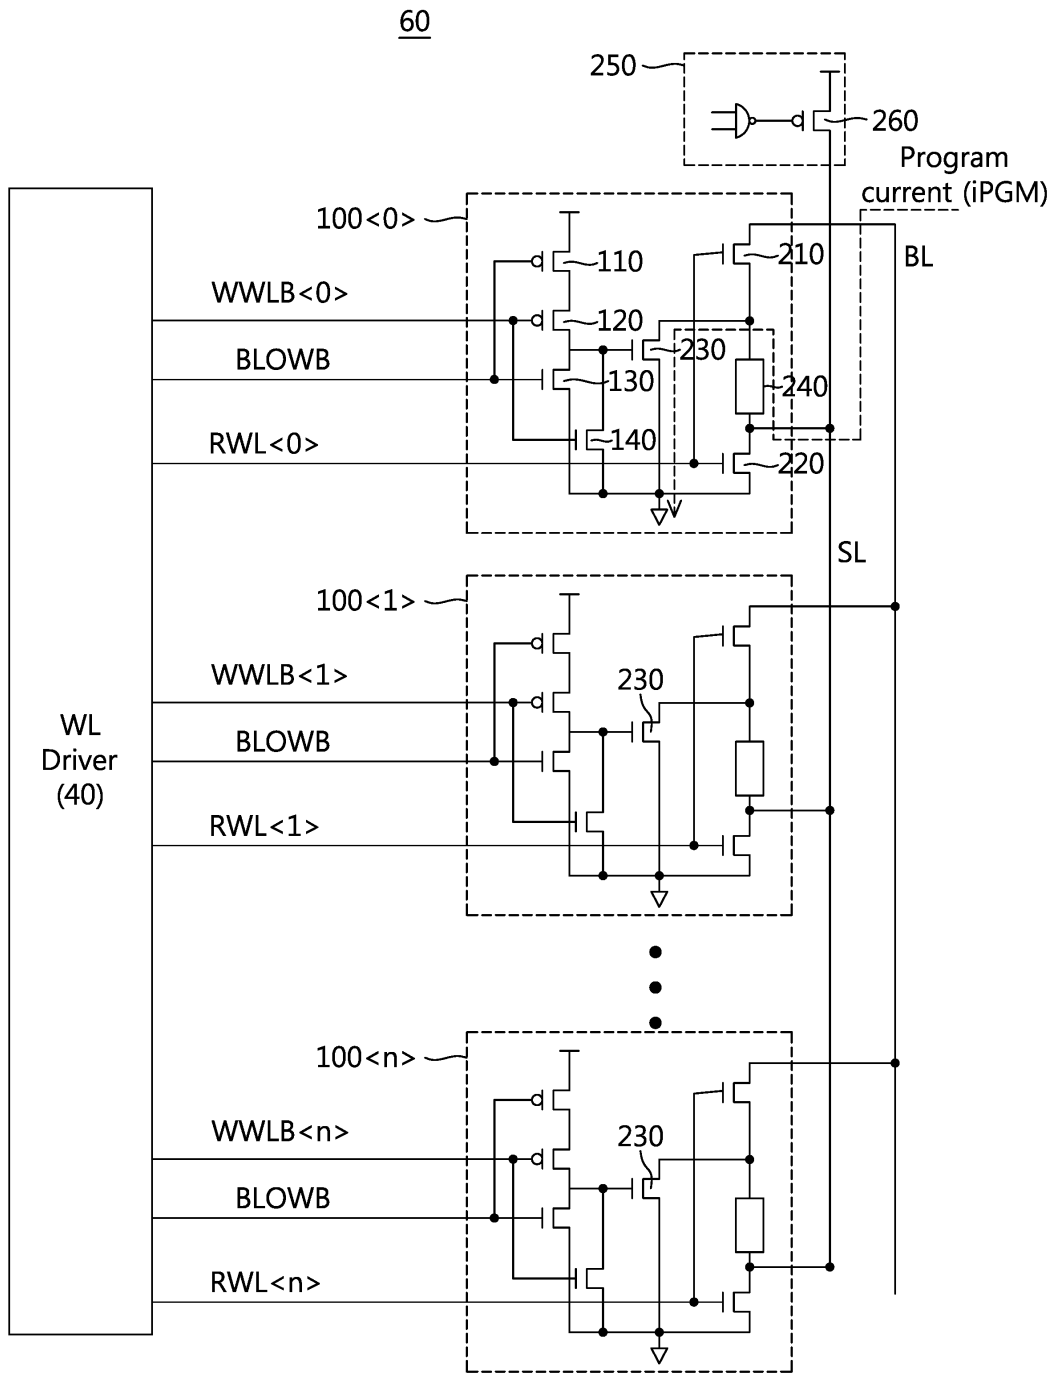 60
250
260
Program
current (iPGM)
100<0>
110
210
BL
WWLB<0>
120
230
BLOWB
130
240
RWL<0>
140
220
SL
100<1>
WWLB<1>
230
WL
Driver
(40)
BLOWB
RWL<1>
100<n>
WWLB<n>
230
BLOWB
RWL<n>